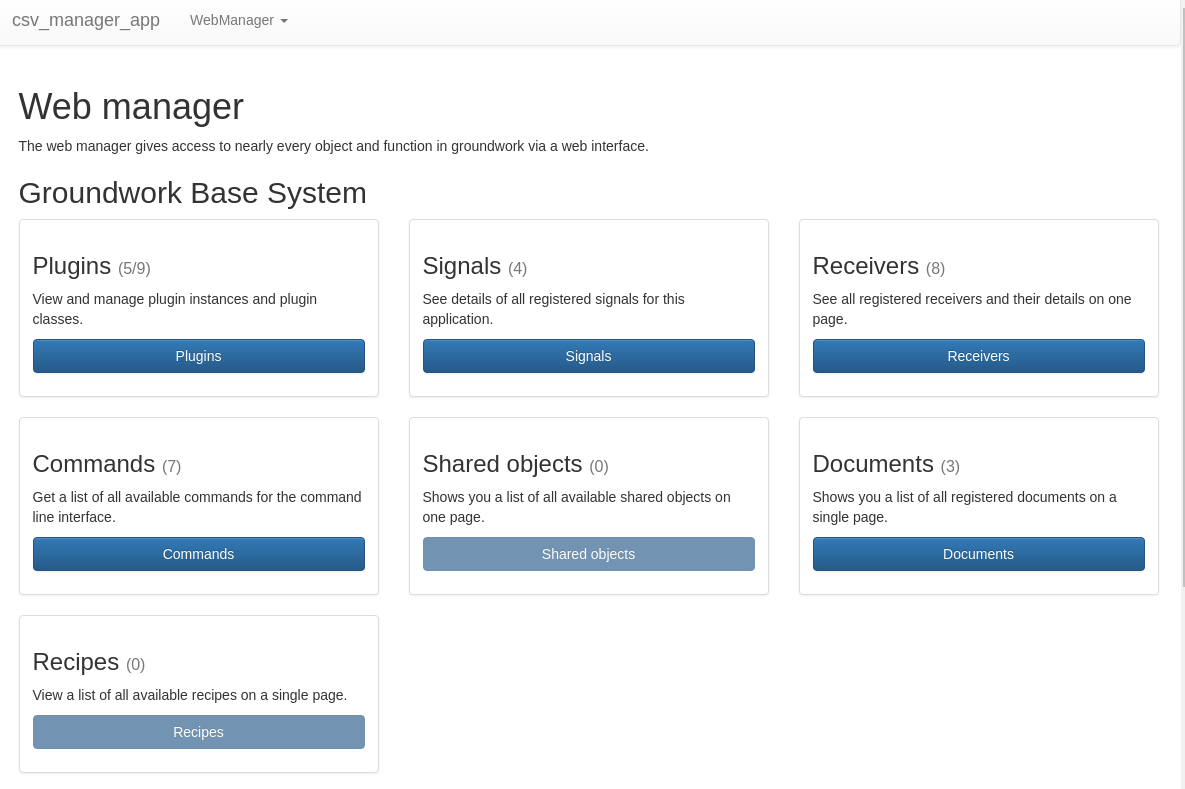 csv_manager_app WebManager
Web manager
The web manager gives access to nearly every object and function in groundwork via a web interface.
Groundwork Base System
Plugins (5/9)
View and manage plugin instances and plugin
classes.
Plugins
Signals (4)
See details of all registered signals for this
application.
Signals
Receivers (8)
See all registered receivers and their details on one
page.
Receivers
Commands (7)
Get a list of all available commands for the command
line interface.
Commands
Shared objects (0)
Shows you a list of all available shared objects on
one page.
Shared objects
Documents (3)
Shows you a list of all registered documents on a
single page.
Documents
Recipes (0)
View a list of all available recipes on a single page.
Recipes